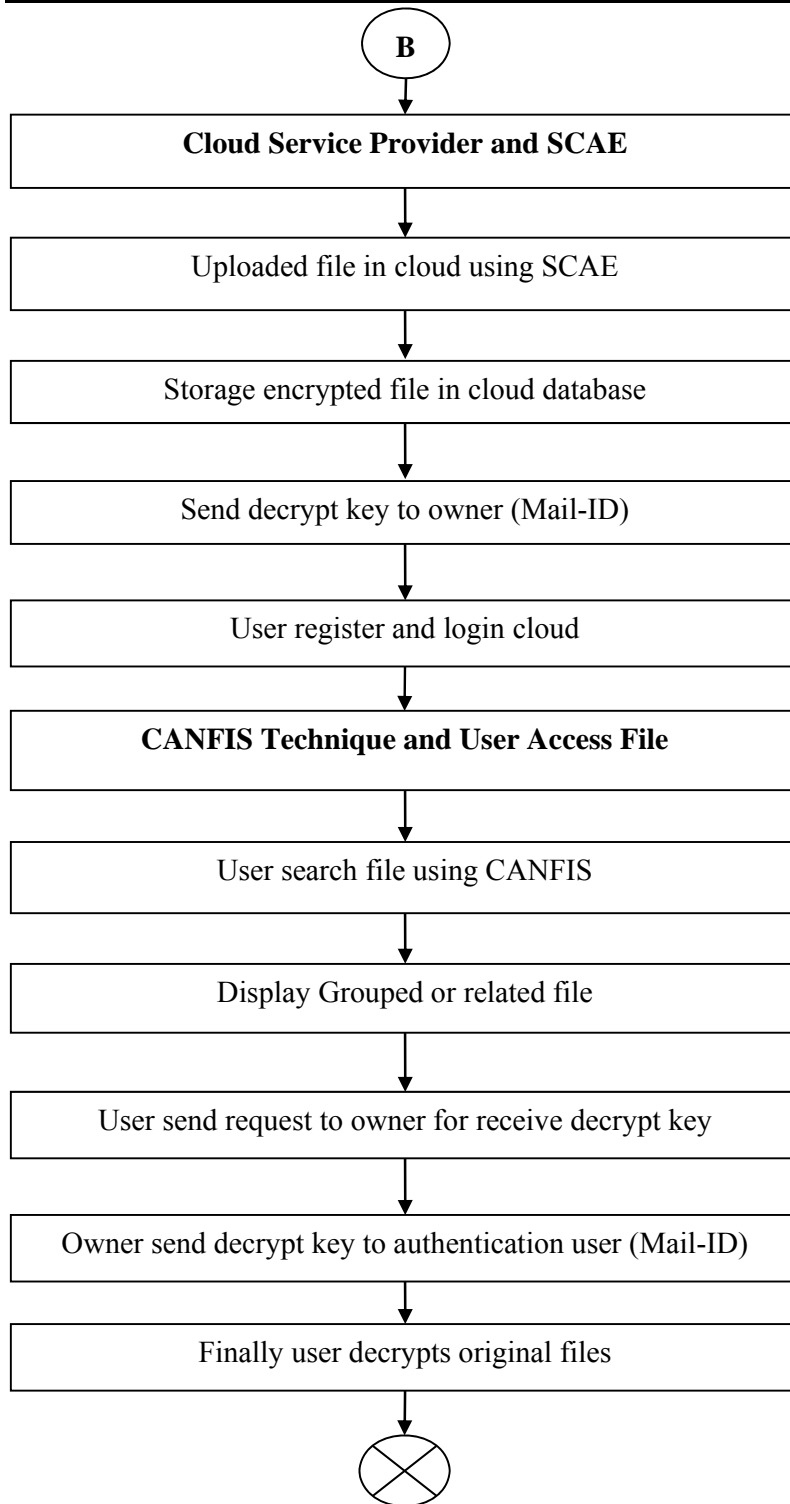 B
Cloud Service Provider and SCAE
Uploaded file in cloud using SCAE
Storage encrypted file in cloud database
Send decrypt key to owner (Mail-ID)
User register and login cloud
CANFIS Technique and User Access File
User search file using CANFIS
Display Grouped or related file
User send request to owner for receive decrypt key
Owner send decrypt key to authentication user (Mail-ID)
Finally user decrypts original files